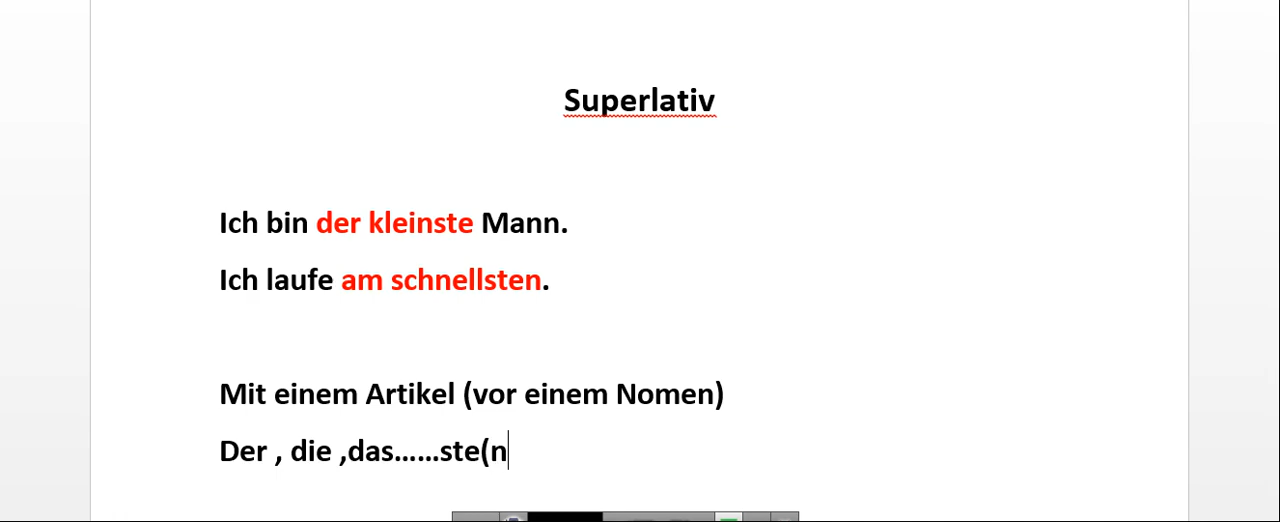 Superlativ
Ich bin der kleinste Mann.
Ich laufe am schnellsten.
Mit einem Artikel (vor einem Nomen)
Der , die ,das……ste(n